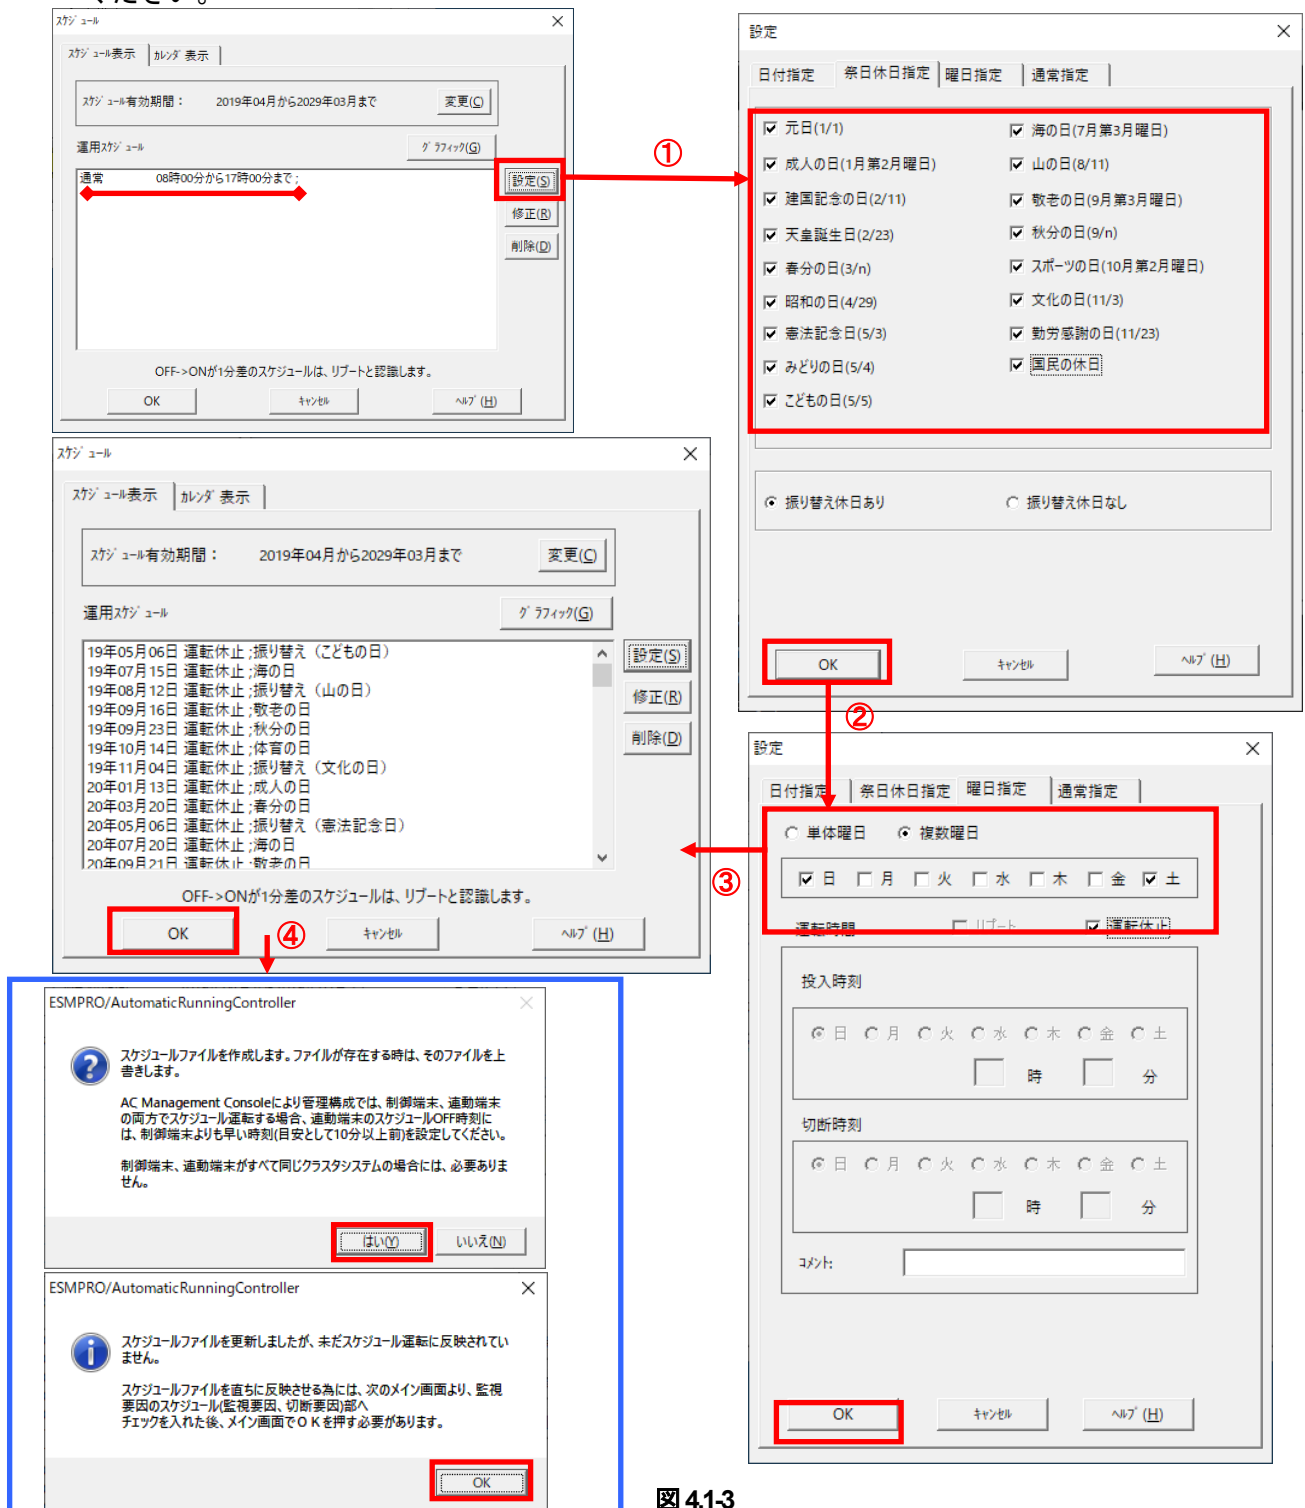 ください。
スケジュール
スケジュール表示 カレンダ表示
スケジュール有効期間： 2019年04月から2029年03月まで 変更(C)
運用スケジュール グラフィック(G)
通常 08時00分から17時00分まで ;
設定(S)
修正(R)
削除(D)
OFF->ONが1分差のスケジュールは、リブートと認識します。
OK キャンセル ヘルプ(H)
①
設定
日付指定 祭日休日指定 曜日指定 通常指定
元日(1/1) 海の日(7月第3月曜日)
成人の日(1月第2月曜日) 山の日(8/11)
建国記念の日(2/11) 敬老の日(9月第3月曜日)
天皇誕生日(2/23) 秋分の日(9/n)
春分の日(3/n) スポーツの日(10月第2月曜日)
昭和の日(4/29) 文化の日(11/3)
憲法記念日(5/3) 勤労感謝の日(11/23)
みどりの日(5/4) 国民の休日
こどもの日(5/5)
振り替え休日あり 振り替え休日なし
OK キャンセル ヘルプ(H)
②
スケジュール
スケジュール表示 カレンダ表示
スケジュール有効期間： 2019年04月から2029年03月まで 変更(C)
運用スケジュール グラフィック(G)
19年05月06日 運転休止 ;振り替え（こどもの日）
19年07月15日 運転休止 ;海の日
19年08月12日 運転休止 ;振り替え（山の日）
19年09月16日 運転休止 ;敬老の日
19年09月23日 運転休止 ;秋分の日
19年10月14日 運転休止 ;体育の日
19年11月04日 運転休止 ;振り替え（文化の日）
20年01月13日 運転休止 ;成人の日
20年03月20日 運転休止 ;春分の日
20年05月06日 運転休止 ;振り替え（憲法記念日）
20年07月20日 運転休止 ;海の日
20年09月21日 運転休止 ;敬老の日
設定(S)
修正(R)
削除(D)
OFF->ONが1分差のスケジュールは、リブートと認識します。
OK キャンセル ヘルプ(H)
③
④
設定
日付指定 祭日休日指定 曜日指定 通常指定
単体曜日 複数曜日
日 月 火 水 木 金 土
運転時間 リブート 運転休止
投入時刻
日 月 火 水 木 金 土
時 分
切断時刻
日 月 火 水 木 金 土
時 分
コメント:
OK キャンセル ヘルプ(H)
ESMPRO/AutomaticRunningController
スケジュールファイルを作成します。ファイルが存在する時は、そのファイルを上
書きします。
AC Management Consoleにより管理構成では、制御端末、連動端末
の両方でスケジュール運転する場合、連動端末のスケジュールOFF時刻に
は、制御端末よりも早い時刻(目安として10分以上前)を設定してください。
制御端末、連動端末がすべて同じクラスタシステムの場合には、必要ありま
せん。
はい(Y) いいえ(N)
ESMPRO/AutomaticRunningController
スケジュールファイルを更新しましたが、未だスケジュール運転に反映されてい
ません。
スケジュールファイルを直ちに反映させる為には、次のメイン画面より、監視
要因のスケジュール(監視要因、切断要因)部へ
チェックを入れた後、メイン画面でＯＫを押す必要があります。
OK
図 4.1-3